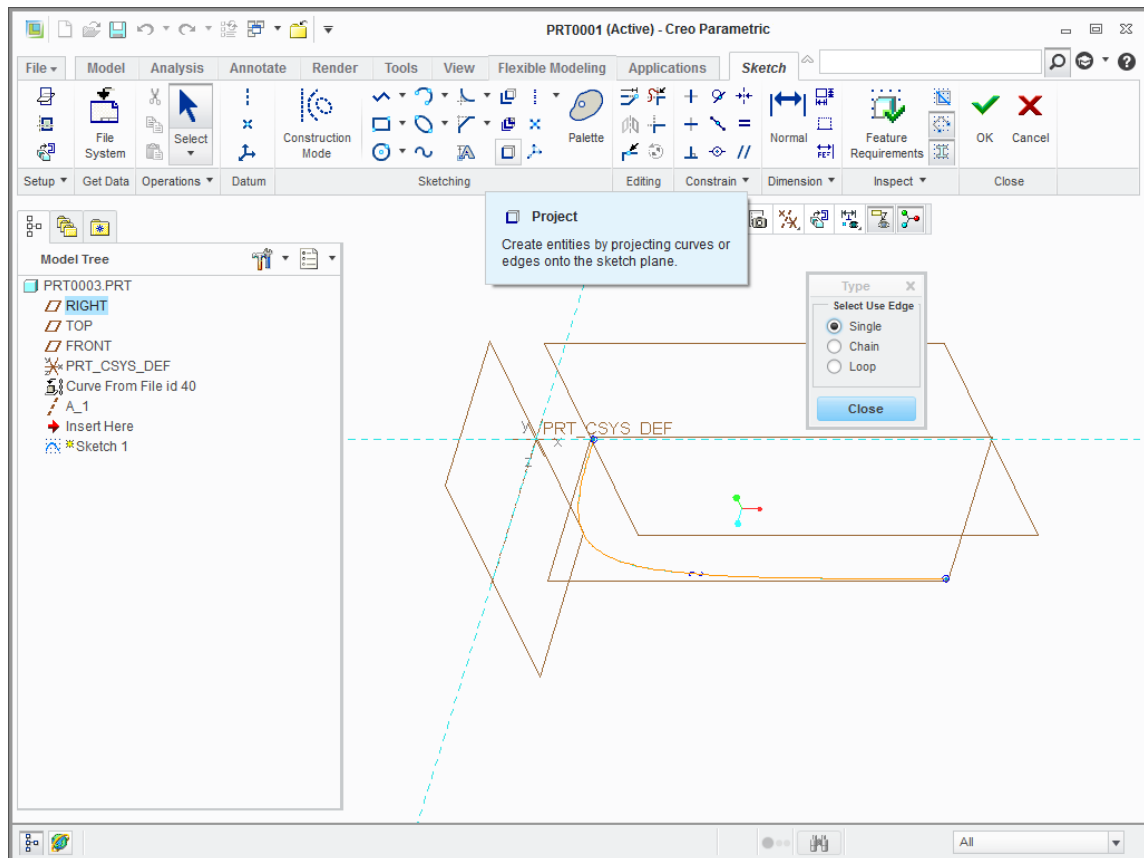 PRT0001 (Active) - Creo Parametric
File Model Analysis Annotate Render Tools View Flexible Modeling Applications Sketch
File
System
Select
Construction
Mode
Palette
Normal
Feature
Requirements
OK Cancel
Setup Get Data Operations Datum Sketching Editing Constrain Dimension Inspect Close
Project
Create entities by projecting curves or
edges onto the sketch plane.
Model Tree
PRT0003.PRT
RIGHT
TOP
FRONT
PRT_CSYS_DEF
Curve From File id 40
A_1
Insert Here
Sketch 1
Type
Select Use Edge
Single
Chain
Loop
Close
y PRT_CSYS_DEF
x
z
All